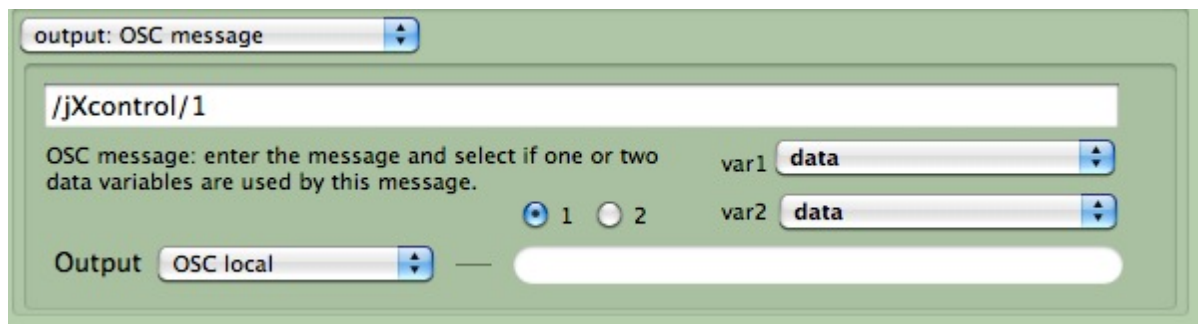 output: OSC message
/jXcontrol/1
OSC message: enter the message and select if one or two
data variables are used by this message.
var1 data
1 2 var2 data
Output OSC local